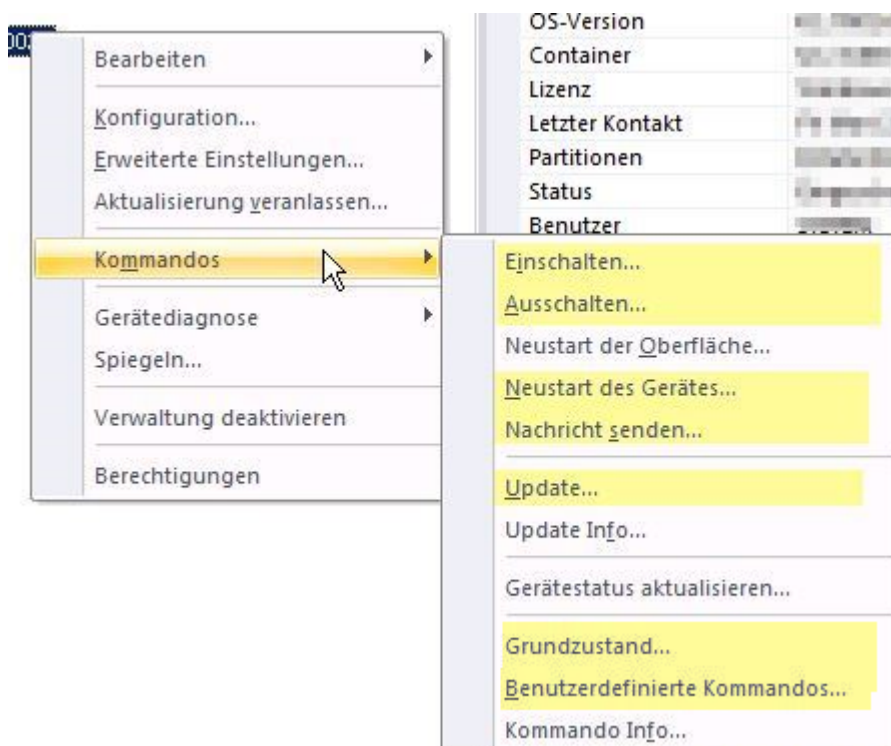 OS-Version
Container
Lizenz
Letzter Kontakt
Partitionen
Status
Benutzer
Bearbeiten
Konfiguration...
Erweiterte Einstellungen...
Aktualisierung veranlassen...
Kommandos
Gerätediagnose
Spiegeln...
Verwaltung deaktivieren
Berechtigungen
Einschalten...
Ausschalten...
Neustart der Oberfläche...
Neustart des Gerätes...
Nachricht senden...
Update...
Update Info...
Gerätestatus aktualisieren...
Grundzustand...
Benutzerdefinierte Kommandos...
Kommando Info...